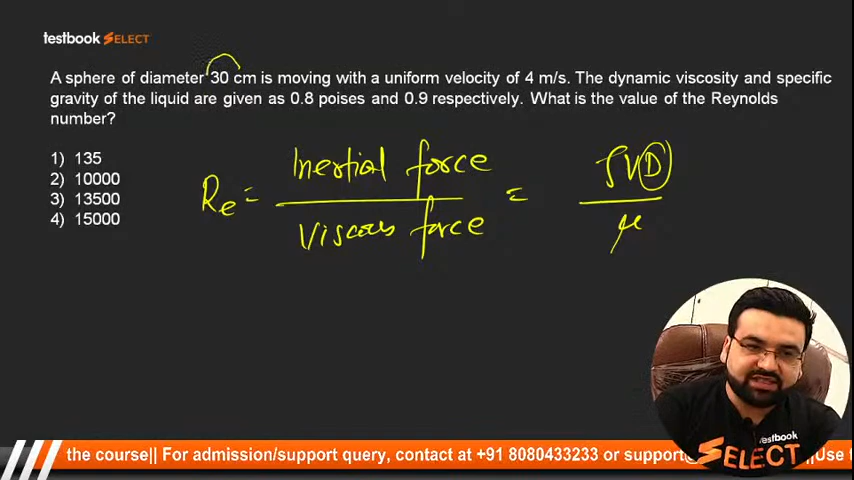 testbook SELECT
A sphere of diameter 30 cm is moving with a uniform velocity of 4 m/s. The dynamic viscosity and specific
gravity of the liquid are given as 0.8 poises and 0.9 respectively. What is the value of the Reynolds
number?
1) 135
2) 10000
3) 13500
4) 15000
Re = Inertial force / Viscous force = ρVD / μ
testbook
SELECT
the course|| For admission/support query, contact at +91 8080433233 or support@
Use t